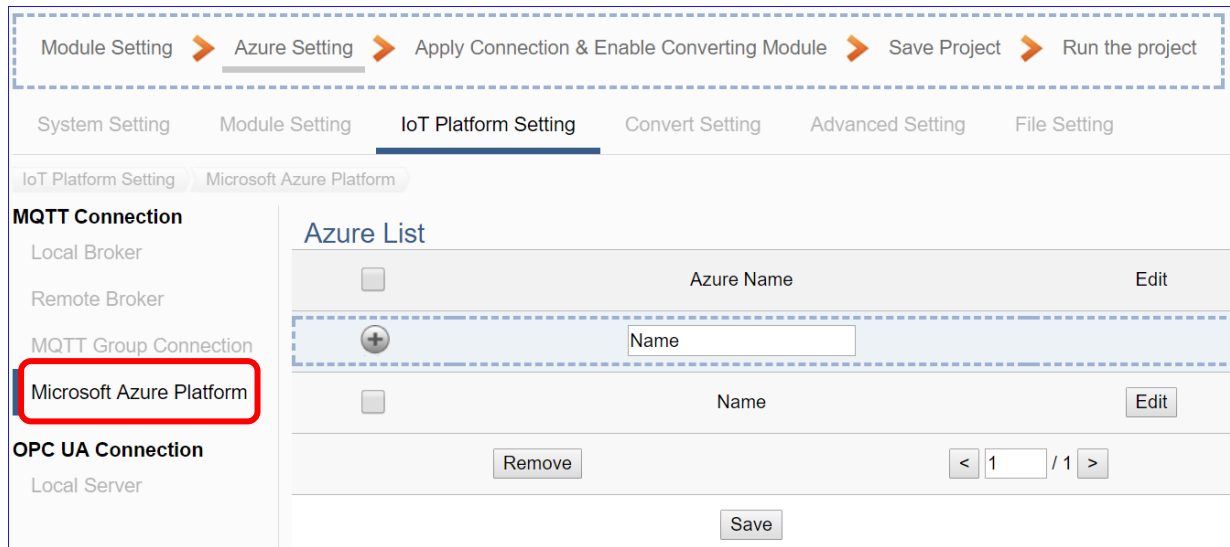 Module Setting Azure Setting Apply Connection & Enable Converting Module Save Project Run the project
System Setting Module Setting IoT Platform Setting Convert Setting Advanced Setting File Setting
IoT Platform Setting Microsoft Azure Platform
MQTT Connection
Local Broker
Remote Broker
MQTT Group Connection
Microsoft Azure Platform
OPC UA Connection
Local Server
Azure List
Azure Name Edit
Name
Name Edit
Remove < 1 / 1 >
Save